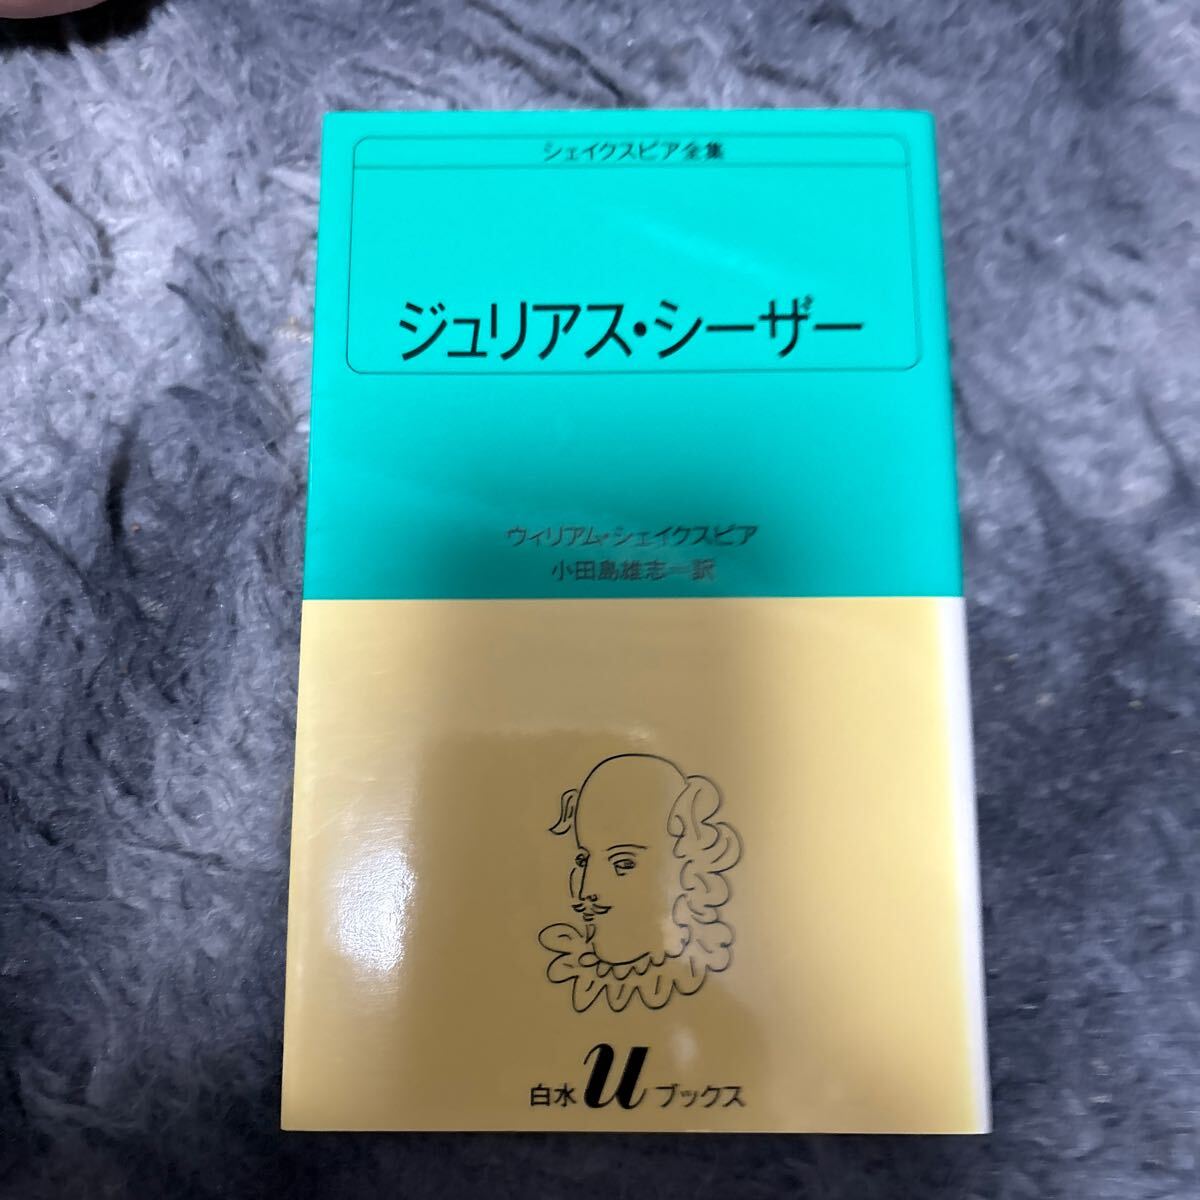 シェイクスピア全集
ジュリアス・シーザー
ウィリアム・シェイクスピア
小田島雄志―訳
白水uブックス